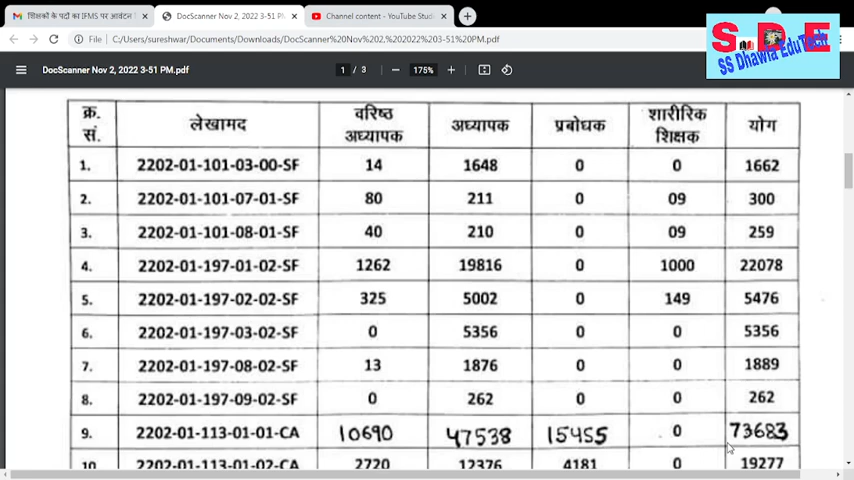 शिक्षकों के पदों का IFMS पर आवंटन
DocScanner Nov 2, 2022 3-51 P
Channel content - YouTube Studi
File | C:/Users/sureshwar/Documents/Downloads/DocScanner%20Nov%202,%202022%203-51%20PM.pdf
SDE
SS Dhawla EduTech
DocScanner Nov 2, 2022 3-51 PM.pdf 1 / 3 175%
क्र. सं. लेखामद वरिष्ठ अध्यापक अध्यापक प्रबोधक शारीरिक शिक्षक योग
1. 2202-01-101-03-00-SF 14 1648 0 0 1662
2. 2202-01-101-07-01-SF 80 211 0 09 300
3. 2202-01-101-08-01-SF 40 210 0 09 259
4. 2202-01-197-01-02-SF 1262 19816 0 1000 22078
5. 2202-01-197-02-02-SF 325 5002 0 149 5476
6. 2202-01-197-03-02-SF 0 5356 0 0 5356
7. 2202-01-197-08-02-SF 13 1876 0 0 1889
8. 2202-01-197-09-02-SF 0 262 0 0 262
9. 2202-01-113-01-01-CA 10690 47538 15455 0 73683
10. 2202-01-113-01-02-CA 2720 12376 4181 0 19277